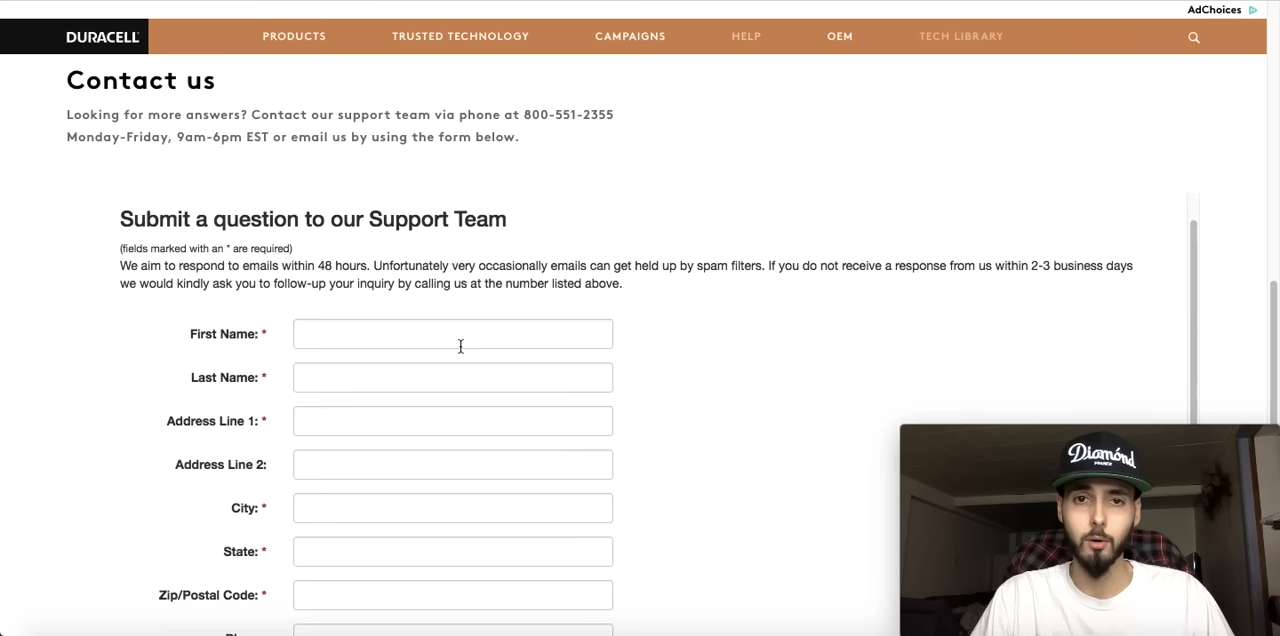 AdChoices
DURACELL
PRODUCTS
TRUSTED TECHNOLOGY
CAMPAIGNS
HELP
OEM
TECH LIBRARY
Contact us
Looking for more answers? Contact our support team via phone at 800-551-2355
Monday-Friday, 9am-6pm EST or email us by using the form below.
Submit a question to our Support Team
(fields marked with an * are required)
We aim to respond to emails within 48 hours. Unfortunately very occasionally emails can get held up by spam filters. If you do not receive a response from us within 2-3 business days
we would kindly ask you to follow-up your inquiry by calling us at the number listed above.
First Name: *
Last Name: *
Address Line 1: *
Address Line 2:
City: *
State: *
Zip/Postal Code: *
Diamónd